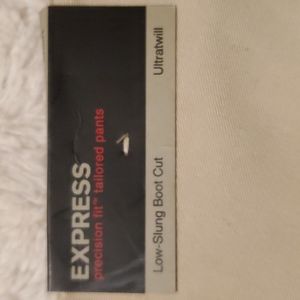 EXPRESS
precision fit™ tailored pants
Low-Slung Boot Cut Ultratwill